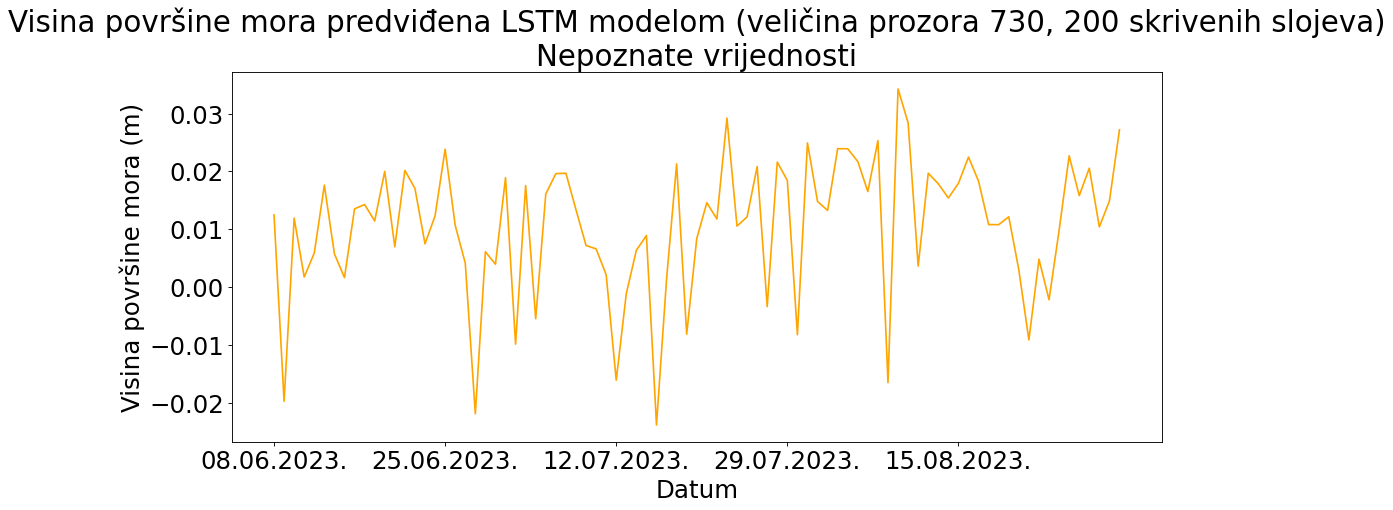 Visina površine mora predviđena LSTM modelom (veličina prozora 730, 200 skrivenih slojeva)
Nepoznate vrijednosti
Visina površine mora (m)
0.03
0.02
0.01
0.00
−0.01
−0.02
08.06.2023. 25.06.2023. 12.07.2023. 29.07.2023. 15.08.2023.
Datum